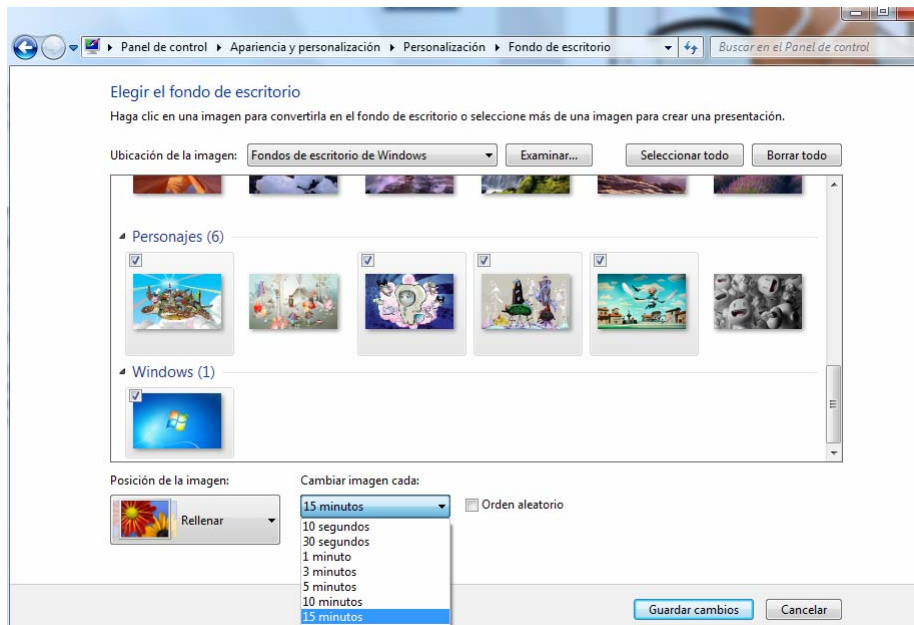 Panel de control Apariencia y personalización Personalización Fondo de escritorio Buscar en el Panel de control
Elegir el fondo de escritorio
Haga clic en una imagen para convertirla en el fondo de escritorio o seleccione más de una imagen para crear una presentación.
Ubicación de la imagen: Fondos de escritorio de Windows Examinar... Seleccionar todo Borrar todo
Personajes (6)
Windows (1)
Posición de la imagen: Cambiar imagen cada:
Rellenar 15 minutos Orden aleatorio
10 segundos
30 segundos
1 minuto
3 minutos
5 minutos
10 minutos
15 minutos
Guardar cambios Cancelar